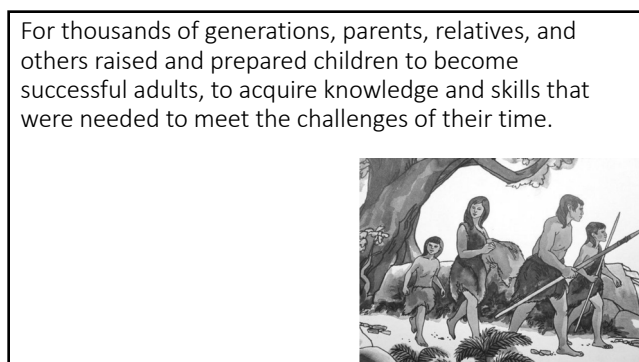 For thousands of generations, parents, relatives, and
others raised and prepared children to become
successful adults, to acquire knowledge and skills that
were needed to meet the challenges of their time.